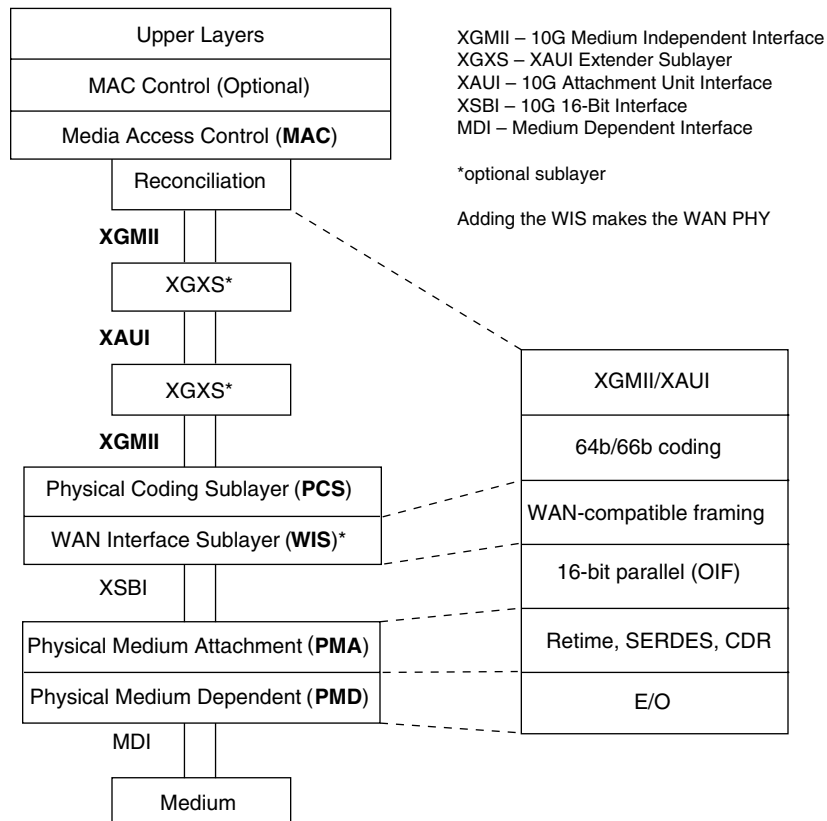 Upper Layers
MAC Control (Optional)
Media Access Control (MAC)
Reconciliation
XGMII
XGXS*
XAUI
XGXS*
XGMII
Physical Coding Sublayer (PCS)
WAN Interface Sublayer (WIS)*
XSBI
Physical Medium Attachment (PMA)
Physical Medium Dependent (PMD)
MDI
Medium
XGMII – 10G Medium Independent Interface
XGXS – XAUI Extender Sublayer
XAUI – 10G Attachment Unit Interface
XSBI – 10G 16-Bit Interface
MDI – Medium Dependent Interface
*optional sublayer
Adding the WIS makes the WAN PHY
XGMII/XAUI
64b/66b coding
WAN-compatible framing
16-bit parallel (OIF)
Retime, SERDES, CDR
E/O